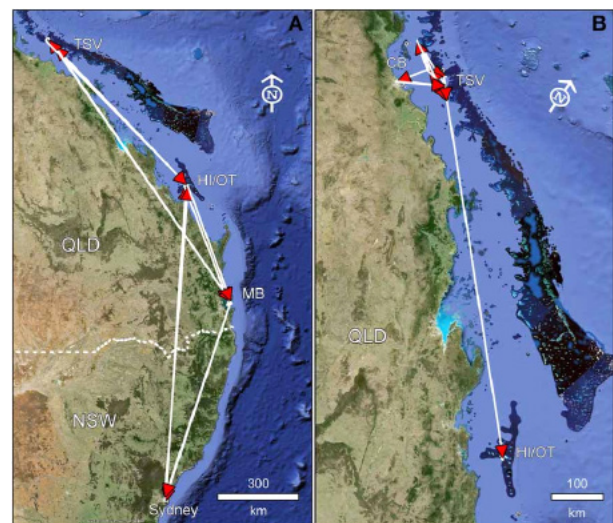 A
TSV
N
HI/OT
QLD
MB
NSW
Sydney
300
km
B
CB
TSV
N
QLD
HI/OT
100
km